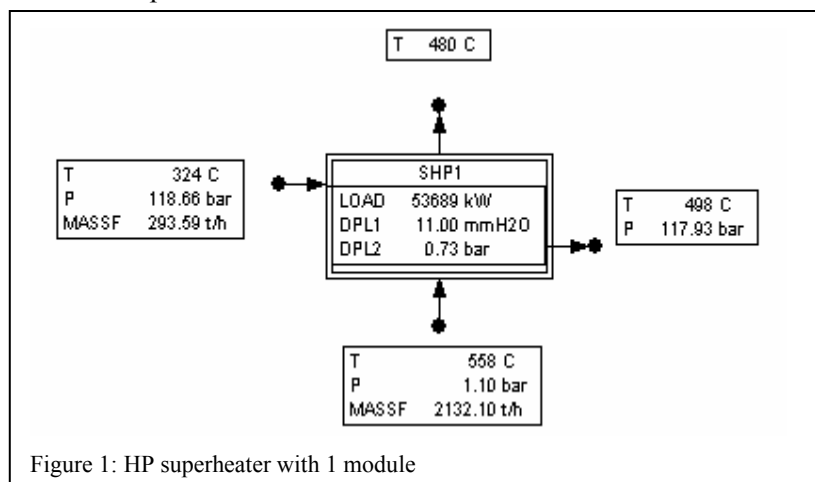 T 480 C
T 324 C
P 118.66 bar
MASSF 293.59 t/h
SHP1
LOAD 53689 kW
DPL1 11.00 mmH2O
DPL2 0.73 bar
T 498 C
P 117.93 bar
T 558 C
P 1.10 bar
MASSF 2132.10 t/h
Figure 1: HP superheater with 1 module